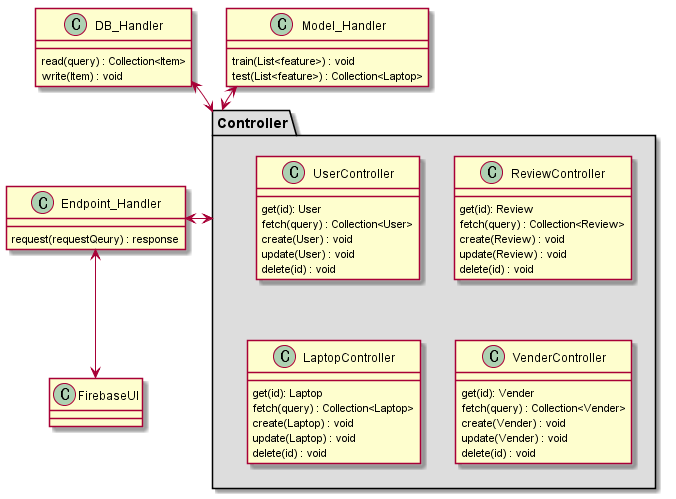 C DB_Handler
read(query) : Collection<Item>
write(Item) : void
C Model_Handler
train(List<feature>) : void
test(List<feature>) : Collection<Laptop>
Controller
C UserController
get(id): User
fetch(query) : Collection<User>
create(User) : void
update(User) : void
delete(id) : void
C ReviewController
get(id): Review
fetch(query) : Collection<Review>
create(Review) : void
update(Review) : void
delete(id) : void
C Endpoint_Handler
request(requestQeury) : response
C LaptopController
get(id): Laptop
fetch(query) : Collection<Laptop>
create(Laptop) : void
update(Laptop) : void
delete(id) : void
C VenderController
get(id): Vender
fetch(query) : Collection<Vender>
create(Vender) : void
update(Vender) : void
delete(id) : void
C FirebaseUI